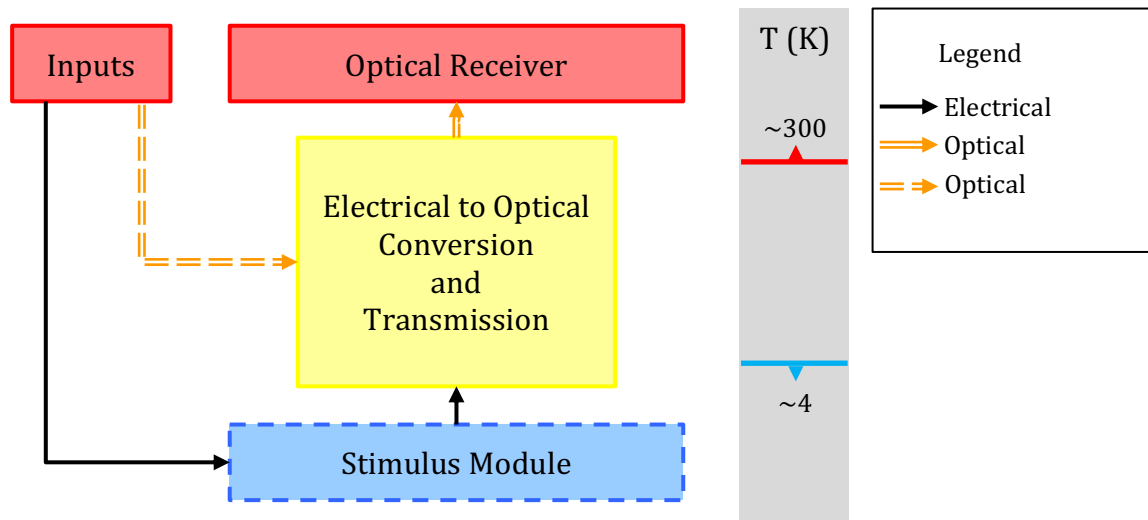 Inputs
Optical Receiver
Electrical to Optical
Conversion
and
Transmission
Stimulus Module
T (K)
~300
~4
Legend
Electrical
Optical
Optical